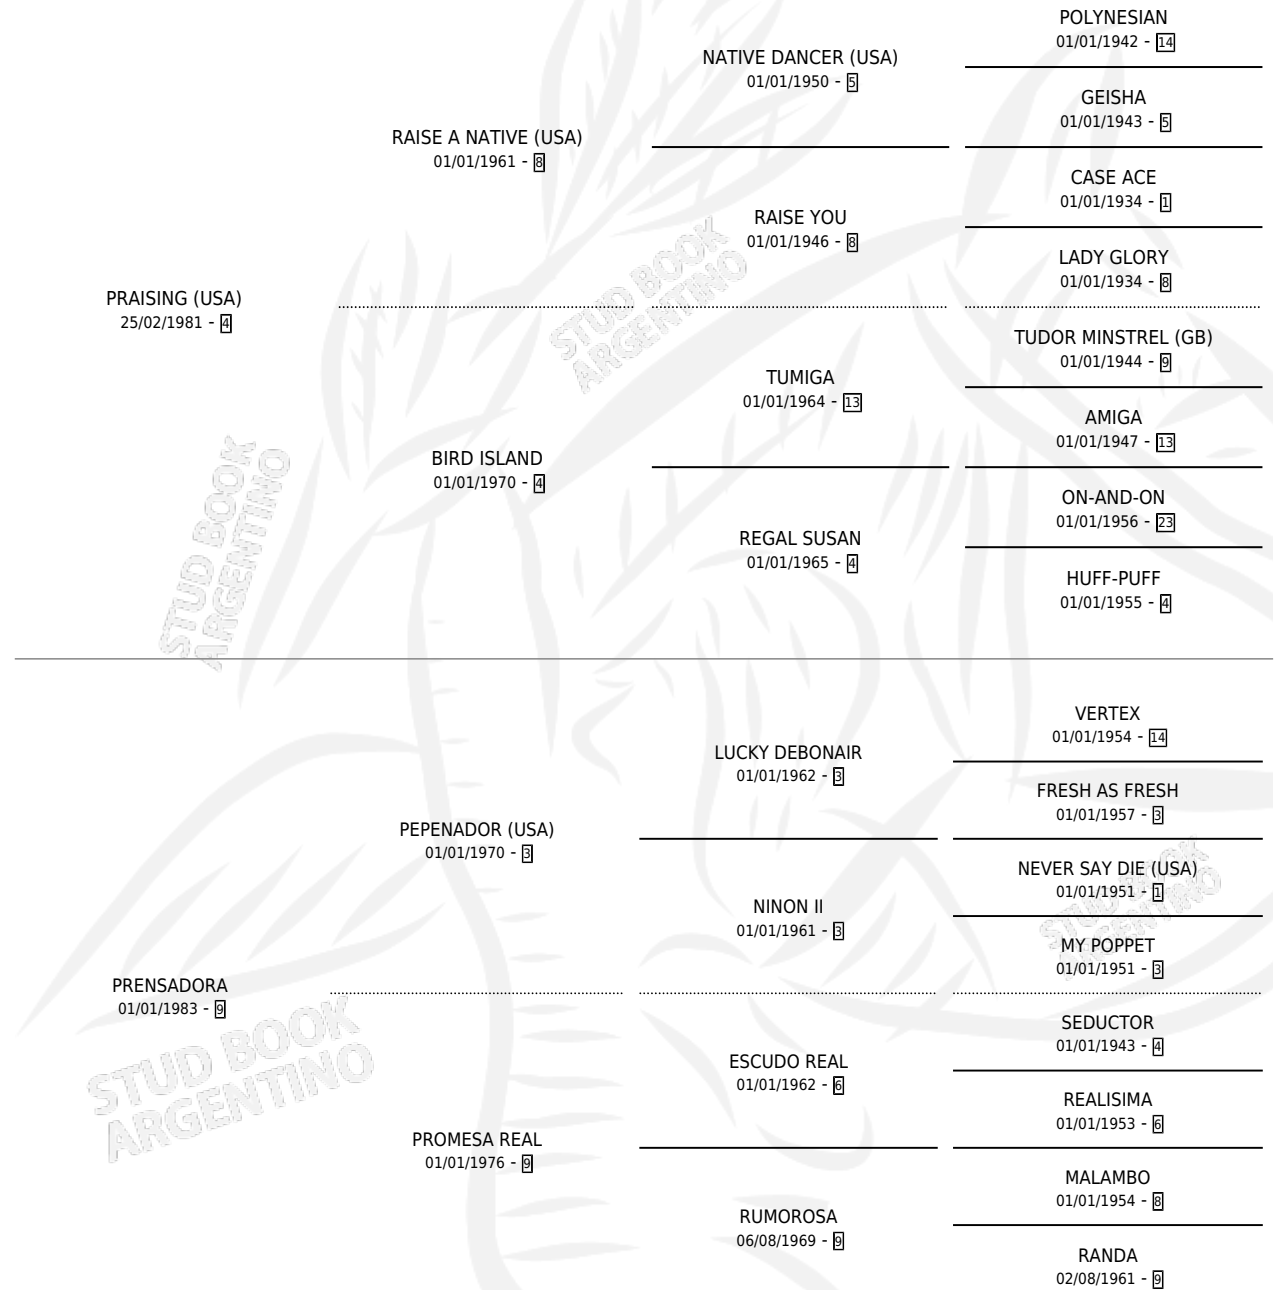 POLYNESIAN
01/01/1942 - 14
NATIVE DANCER (USA)
01/01/1950 - 5
GEISHA
01/01/1943 - 5
RAISE A NATIVE (USA)
01/01/1961 - 8
CASE ACE
01/01/1934 - 1
RAISE YOU
01/01/1946 - 8
LADY GLORY
01/01/1934 - 8
PRAISING (USA)
25/02/1981 - 4
STUD BOOK
ARGENTINO
TUDOR MINSTREL (GB)
01/01/1944 - 9
TUMIGA
01/01/1964 - 13
AMIGA
01/01/1947 - 13
BIRD ISLAND
01/01/1970 - 4
ON-AND-ON
01/01/1956 - 23
REGAL SUSAN
01/01/1965 - 4
HUFF-PUFF
01/01/1955 - 4
STUD BOOK
ARGENTINO
VERTEX
01/01/1954 - 14
LUCKY DEBONAIR
01/01/1962 - 3
FRESH AS FRESH
01/01/1957 - 3
PEPENADOR (USA)
01/01/1970 - 3
NEVER SAY DIE (USA)
01/01/1951 - 1
NINON II
01/01/1961 - 3
MY POPPET
01/01/1951 - 3
STUD BOOK
ARGENTINO
PRENSADORA
01/01/1983 - 9
SEDUCTOR
01/01/1943 - 4
ESCUDO REAL
01/01/1962 - 6
REALISIMA
01/01/1953 - 6
STUD BOOK
ARGENTINO
PROMESA REAL
01/01/1976 - 9
MALAMBO
01/01/1954 - 8
RUMOROSA
06/08/1969 - 9
RANDA
02/08/1961 - 9